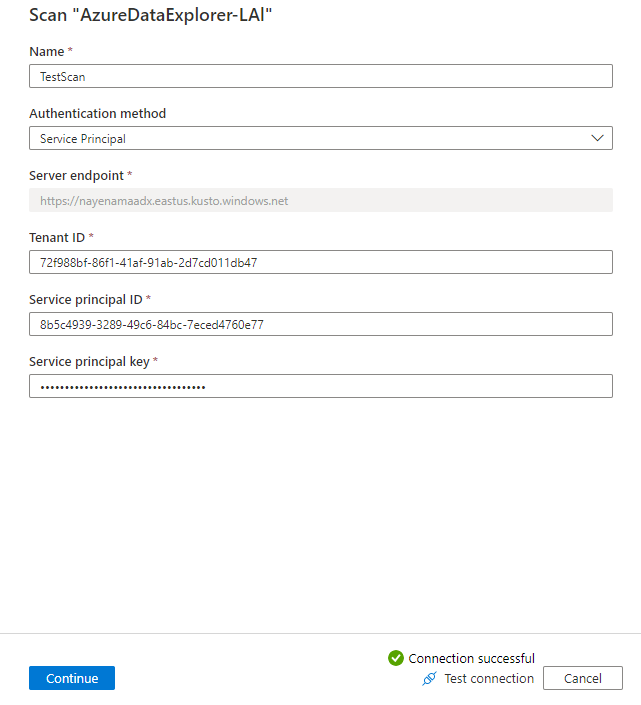 Scan "AzureDataExplorer-LAl"
Name *
TestScan
Authentication method
Service Principal
Server endpoint *
https://nayenamaadx.eastus.kusto.windows.net
Tenant ID *
72f988bf-86f1-41af-91ab-2d7cd011db47
Service principal ID *
8b5c4939-3289-49c6-84bc-7eced4760e77
Service principal key *
••••••••••••••••••••••••••••••••••
Connection successful
Continue
Test connection
Cancel